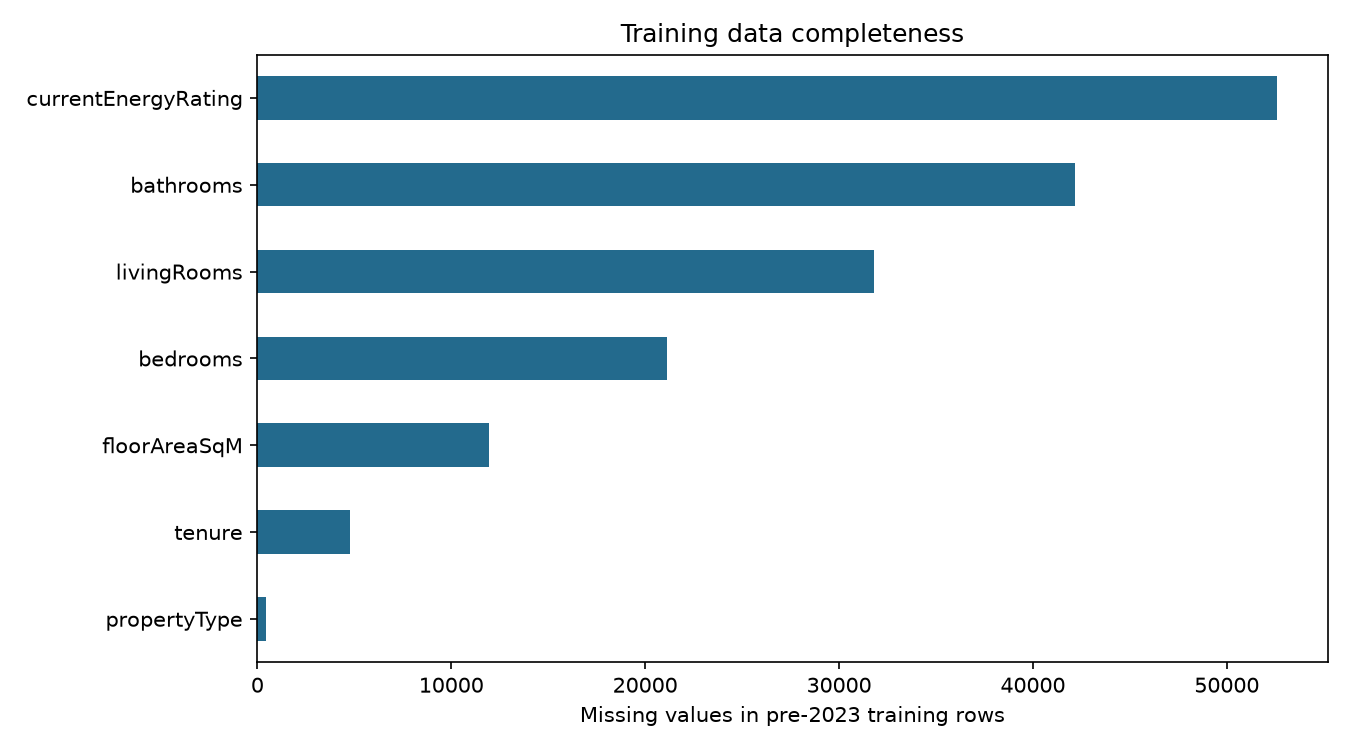 Training data completeness
currentEnergyRating
bathrooms
livingRooms
bedrooms
floorAreaSqM
tenure
propertyType
0 10000 20000 30000 40000 50000
Missing values in pre-2023 training rows